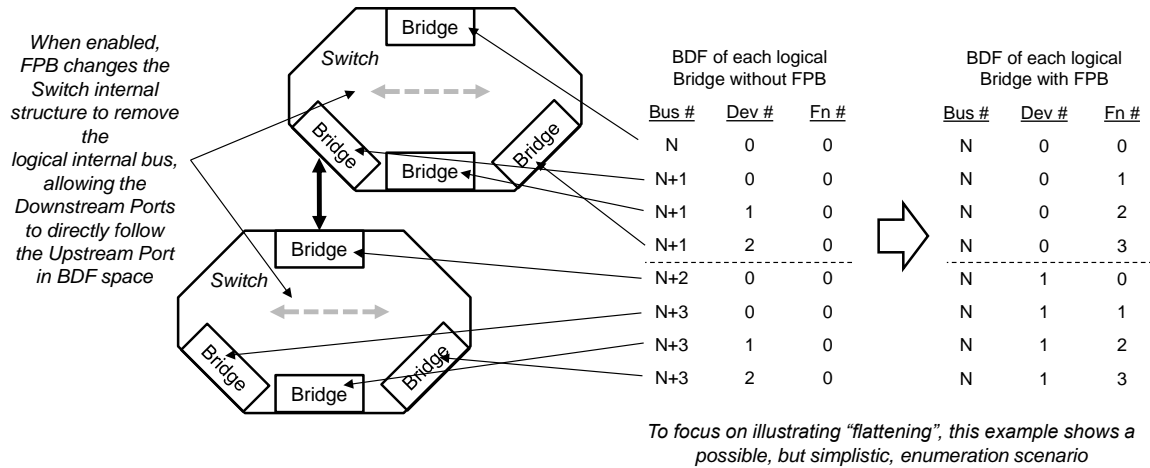 When enabled,
FPB changes the
Switch internal
structure to remove
the
logical internal bus,
allowing the
Downstream Ports
to directly follow
the Upstream Port
in BDF space
Bridge
Switch
Bridge
Bridge
Bridge
Bridge
Switch
Bridge
Bridge
Bridge
BDF of each logical
Bridge without FPB
Bus # Dev # Fn #
N 0 0
N+1 0 0
N+1 1 0
N+1 2 0
N+2 0 0
N+3 0 0
N+3 1 0
N+3 2 0
BDF of each logical
Bridge with FPB
Bus # Dev # Fn #
N 0 0
N 0 1
N 0 2
N 0 3
N 1 0
N 1 1
N 1 2
N 1 3
To focus on illustrating “flattening”, this example shows a
possible, but simplistic, enumeration scenario